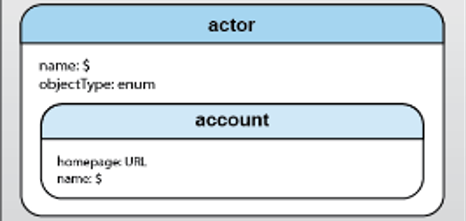 actor
name: $
objectType: enum
account
homepage: URL
name: $